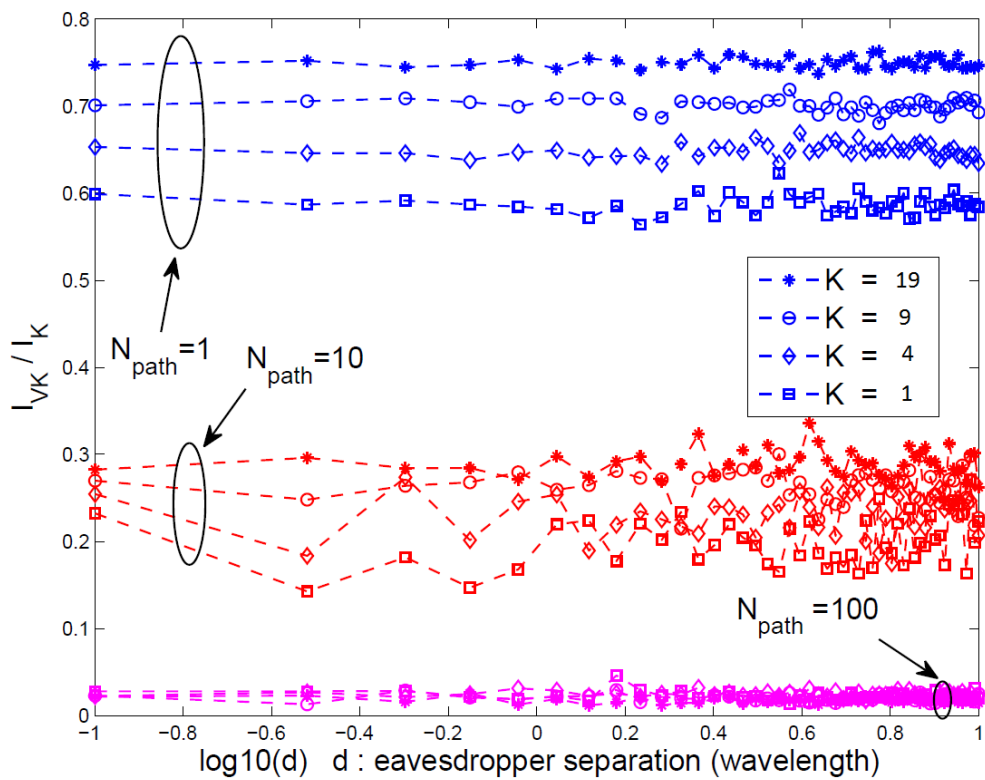 0.8
0.7
0.6
0.5
0.4
0.3
0.2
0.1
0
I_VK / I_K
N_path=1
N_path=10
N_path=100
K = 19
K = 9
K = 4
K = 1
-1 -0.8 -0.6 -0.4 -0.2 0 0.2 0.4 0.6 0.8 1
log10(d) d : eavesdropper separation (wavelength)